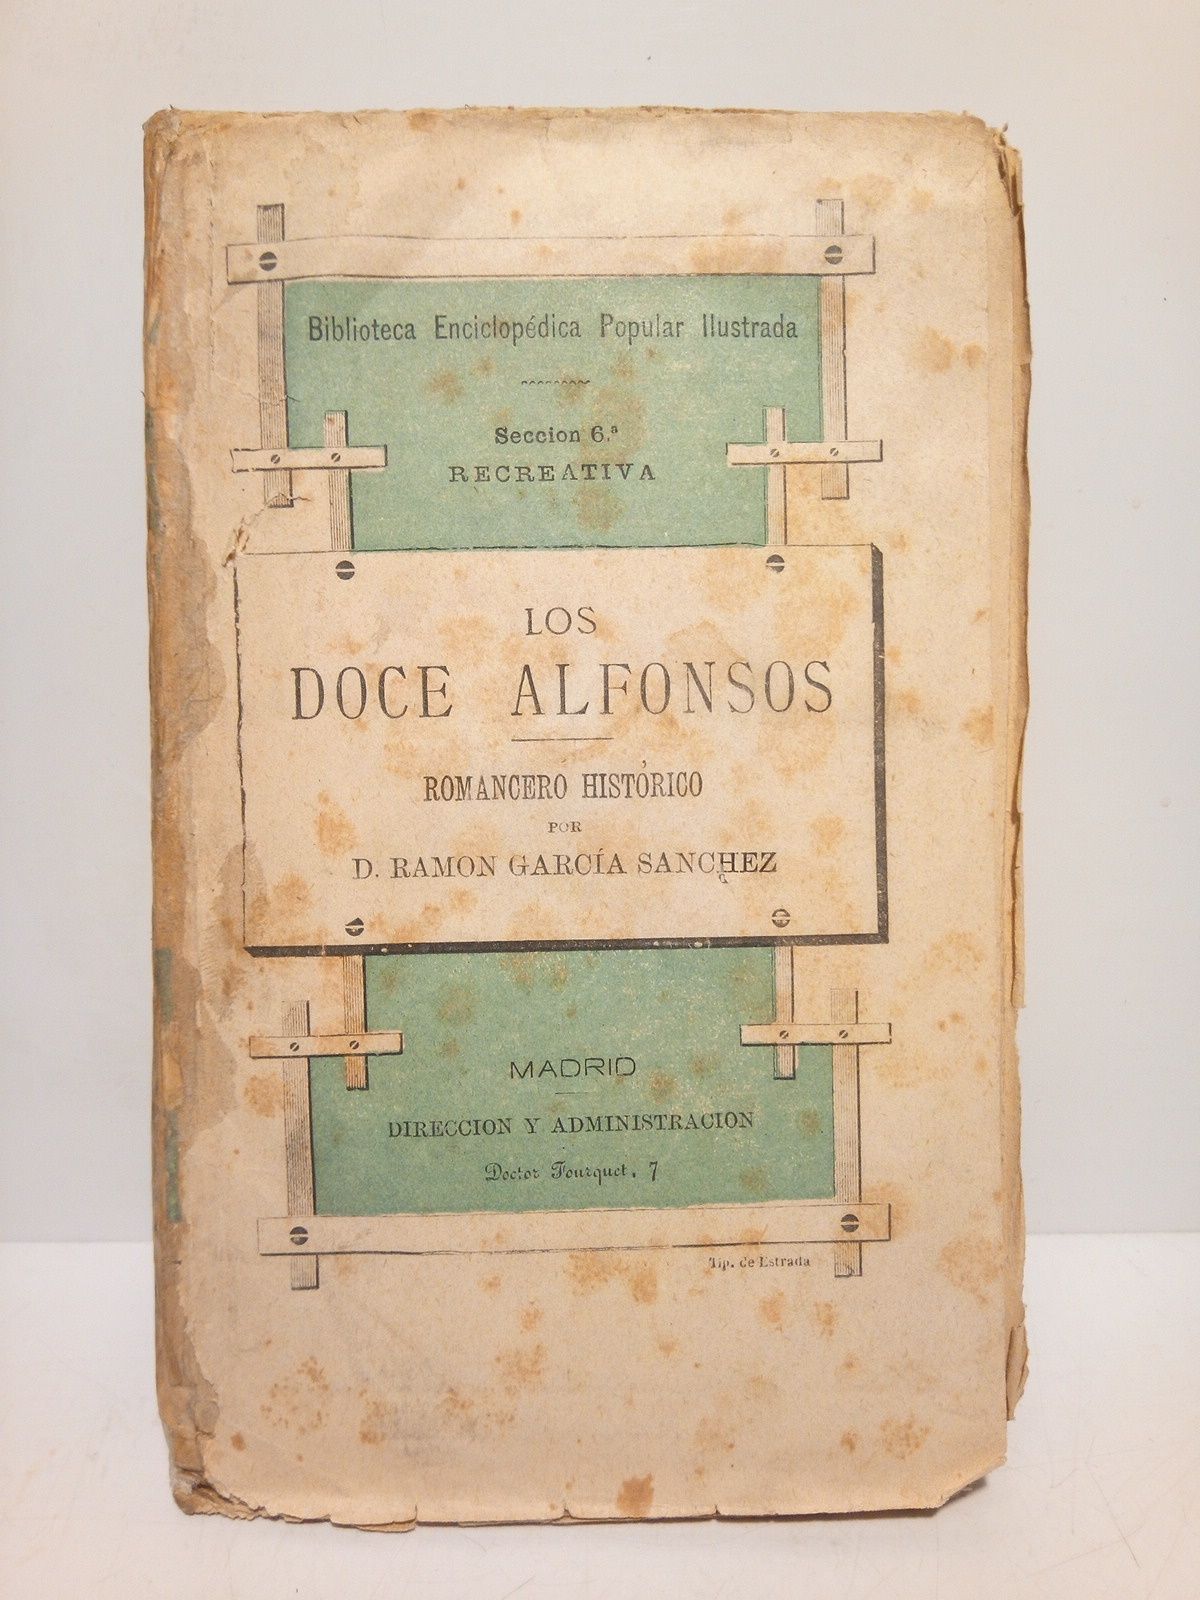 Biblioteca Enciclopédica Popular Ilustrada
Seccion 6.ª
RECREATIVA
LOS
DOCE ALFONSOS
ROMANCERO HISTÓRICO
POR
D. RAMON GARCÍA SANCHEZ
MADRID
DIRECCION Y ADMINISTRACION
Doctor Fourquet, 7
Tip. de Estrada